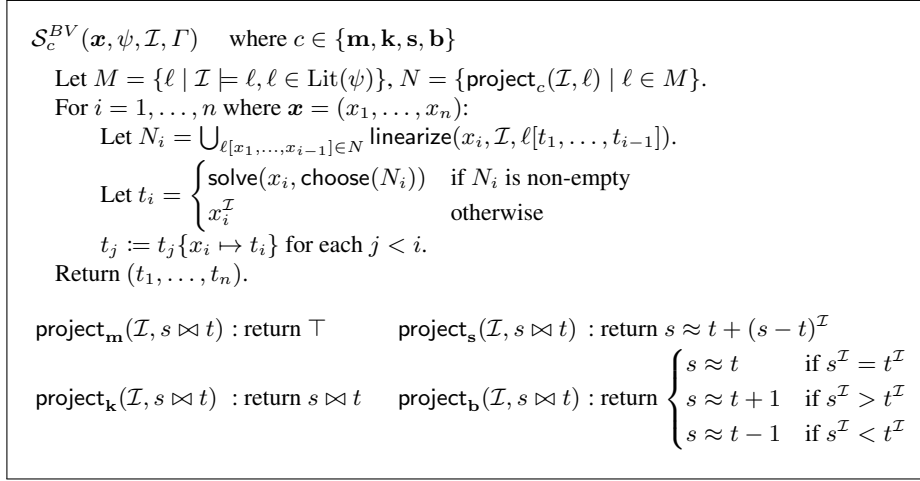 𝒮_c^{BV}(𝒙, ψ, ℐ, Γ) where c ∈ {𝐦, 𝐤, 𝐬, 𝐛}
Let M = {ℓ | ℐ ⊨ ℓ, ℓ ∈ Lit(ψ)}, N = {project_c(ℐ, ℓ) | ℓ ∈ M}.
For i = 1, . . . , n where 𝒙 = (x_1, . . . , x_n):
Let N_i = ⋃_{ℓ[x_1,...,x_{i−1}]∈N} linearize(x_i, ℐ, ℓ[t_1, . . . , t_{i−1}]).
Let t_i = { solve(x_i, choose(N_i)) if N_i is non-empty
x_i^ℐ otherwise
t_j := t_j{x_i ↦ t_i} for each j < i.
Return (t_1, . . . , t_n).
project_𝐦(ℐ, s ⋈ t) : return ⊤ project_𝐬(ℐ, s ⋈ t) : return s ≈ t + (s − t)^ℐ
project_𝐤(ℐ, s ⋈ t) : return s ⋈ t project_𝐛(ℐ, s ⋈ t) : return { s ≈ t if s^ℐ = t^ℐ
s ≈ t + 1 if s^ℐ > t^ℐ
s ≈ t − 1 if s^ℐ < t^ℐ